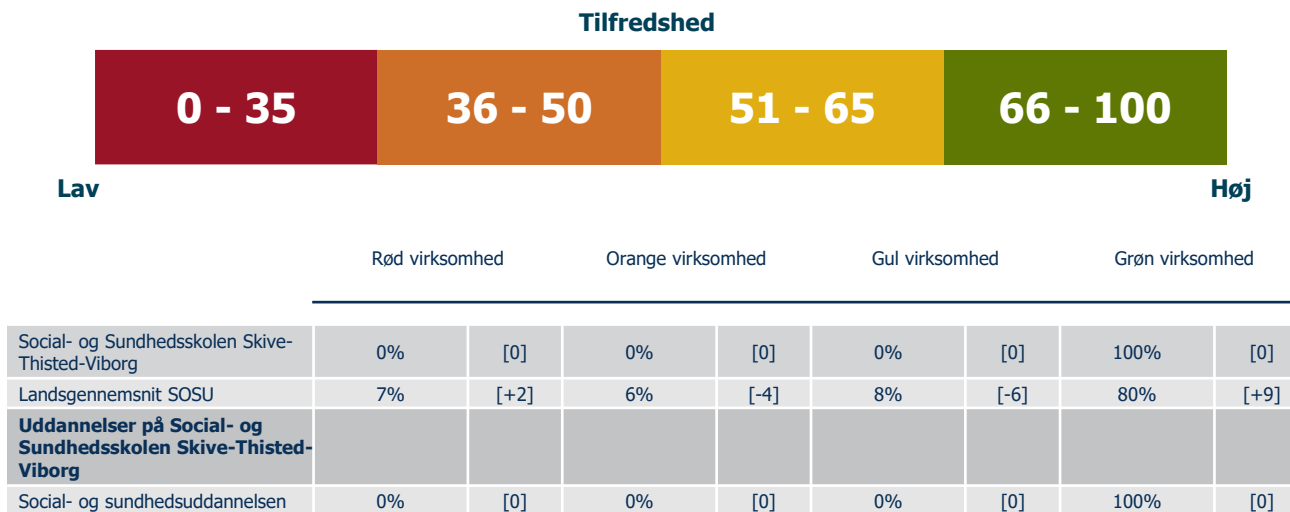 Tilfredshed
0 - 35 36 - 50 51 - 65 66 - 100
Lav Høj
Rød virksomhed Orange virksomhed Gul virksomhed Grøn virksomhed
Social- og Sundhedsskolen Skive-
Thisted-Viborg 0% [0] 0% [0] 0% [0] 100% [0]
Landsgennemsnit SOSU 7% [+2] 6% [-4] 8% [-6] 80% [+9]
Uddannelser på Social- og
Sundhedsskolen Skive-Thisted-
Viborg
Social- og sundhedsuddannelsen 0% [0] 0% [0] 0% [0] 100% [0]